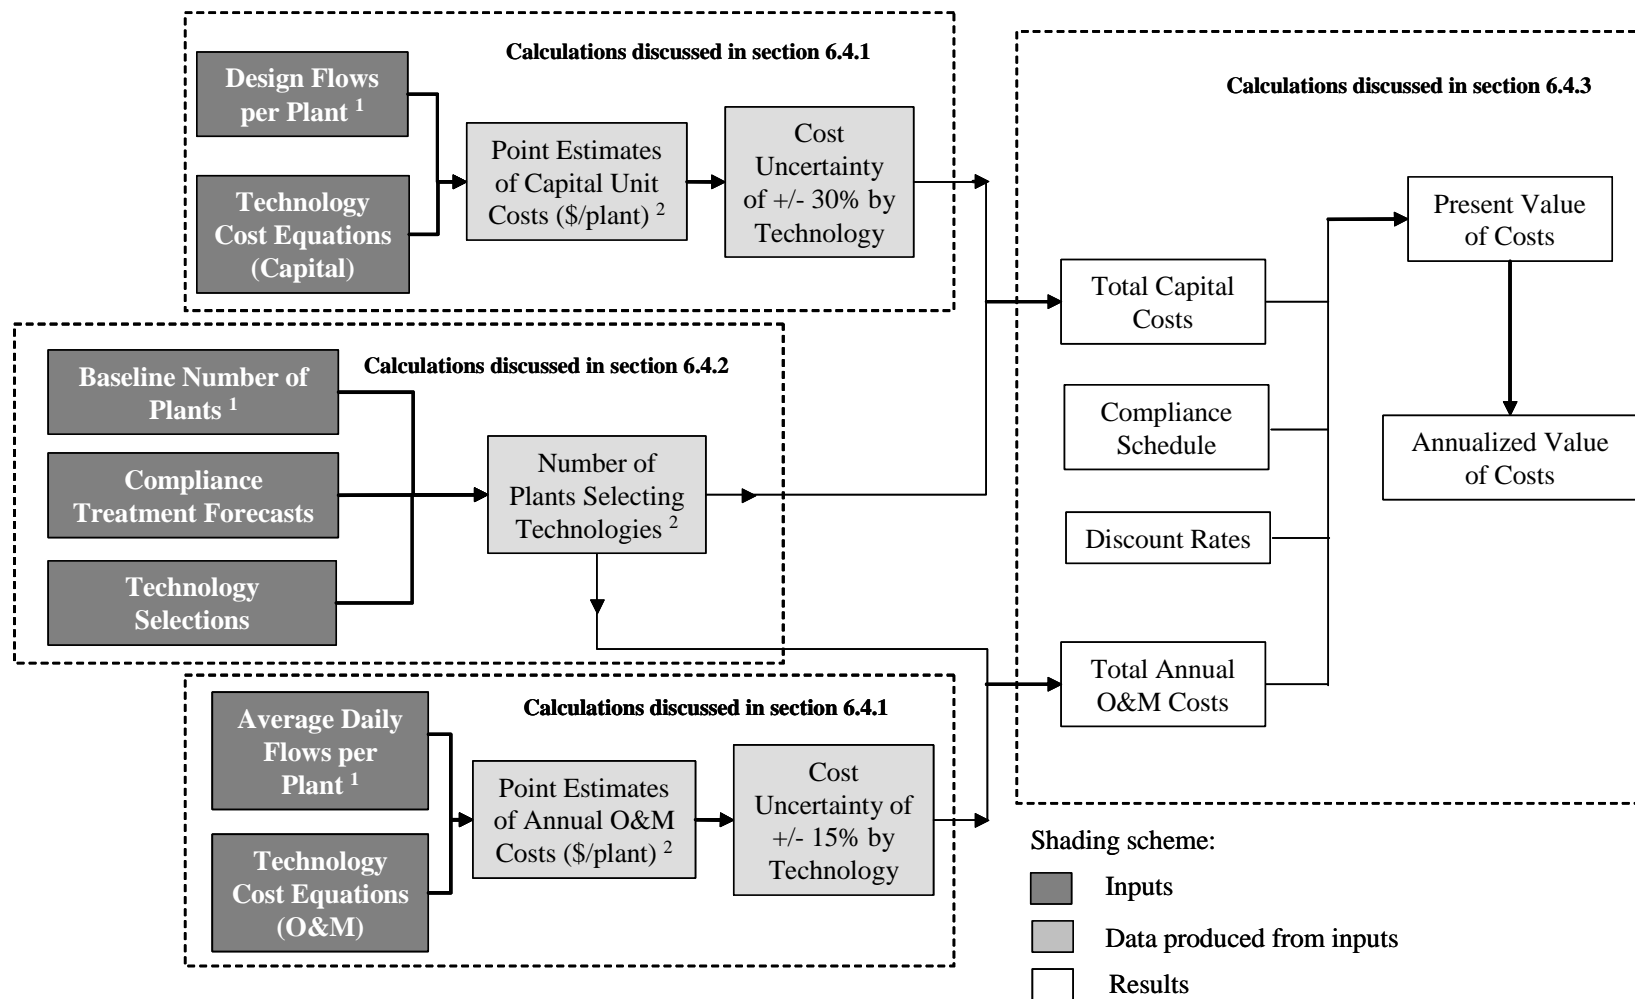 Calculations discussed in section 6.4.1
Design Flows
per Plant 1
Technology
Cost Equations
(Capital)
Point Estimates
of Capital Unit
Costs ($/plant) 2
Cost
Uncertainty
of +/- 30% by
Technology
Calculations discussed in section 6.4.2
Baseline Number of
Plants 1
Compliance
Treatment Forecasts
Technology
Selections
Number of
Plants Selecting
Technologies 2
Calculations discussed in section 6.4.1
Average Daily
Flows per
Plant 1
Technology
Cost Equations
(O&M)
Point Estimates
of Annual O&M
Costs ($/plant) 2
Cost
Uncertainty of
+/- 15% by
Technology
Calculations discussed in section 6.4.3
Total Capital
Costs
Compliance
Schedule
Discount Rates
Total Annual
O&M Costs
Present Value
of Costs
Annualized Value
of Costs
Shading scheme:
Inputs
Data produced from inputs
Results